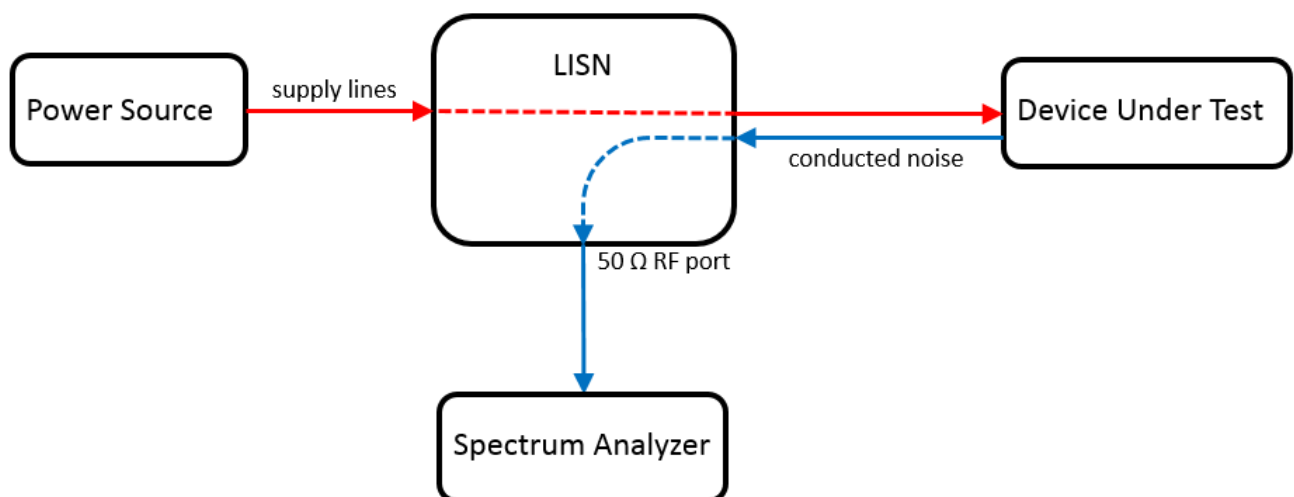 LISN
Power Source
supply lines
Device Under Test
conducted noise
50 Ω RF port
Spectrum Analyzer